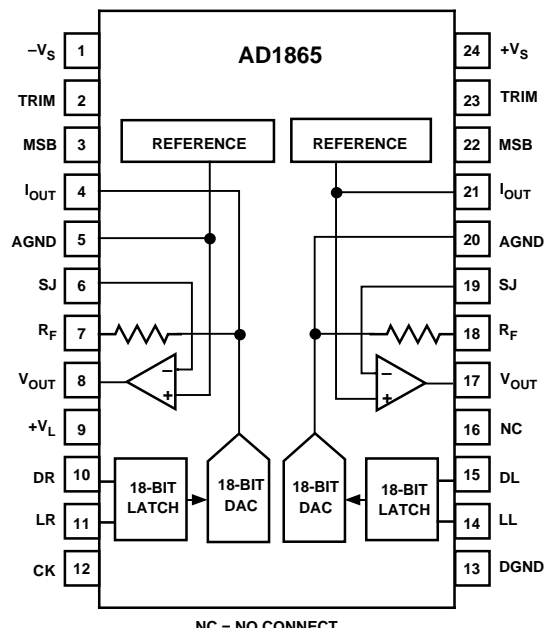 AD1865
–VS 1 24 +VS
TRIM 2 23 TRIM
MSB 3 REFERENCE REFERENCE 22 MSB
IOUT 4 21 IOUT
AGND 5 20 AGND
SJ 6 19 SJ
RF 7 18 RF
VOUT 8 – + – + 17 VOUT
+VL 9 16 NC
DR 10 15 DL
18-BIT
LATCH
18-BIT
DAC
18-BIT
DAC
18-BIT
LATCH
LR 11 14 LL
CK 12 13 DGND
NC = NO CONNECT